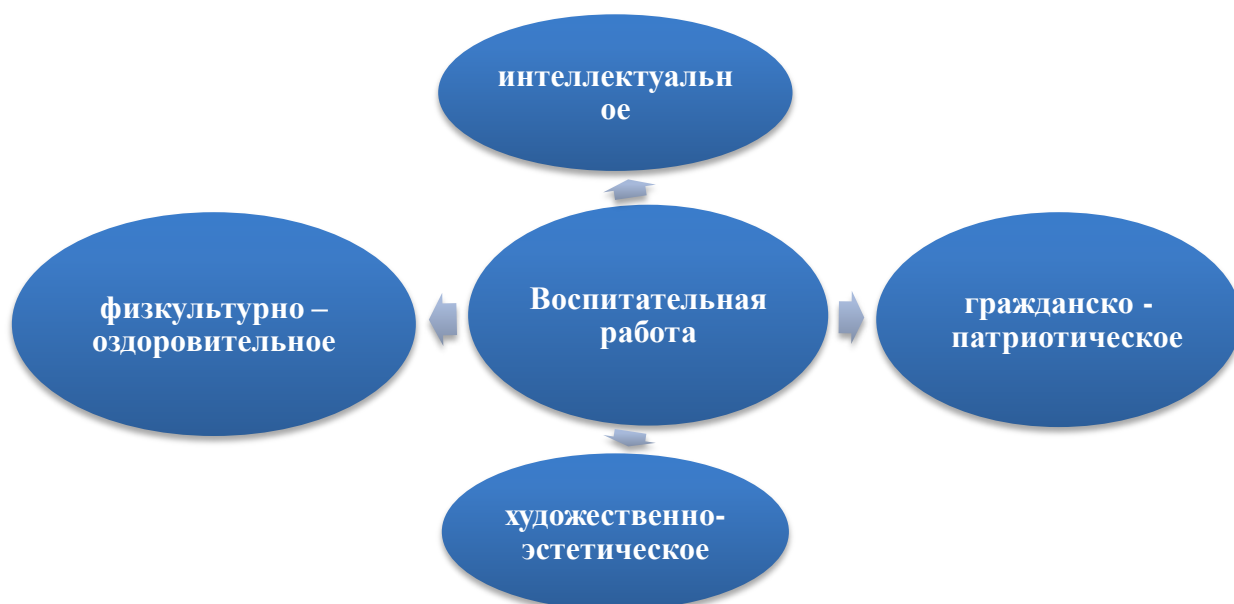 интеллектуальн
ое
физкультурно –
оздоровительное
Воспитательная
работа
гражданско -
патриотическое
художественно-
эстетическое